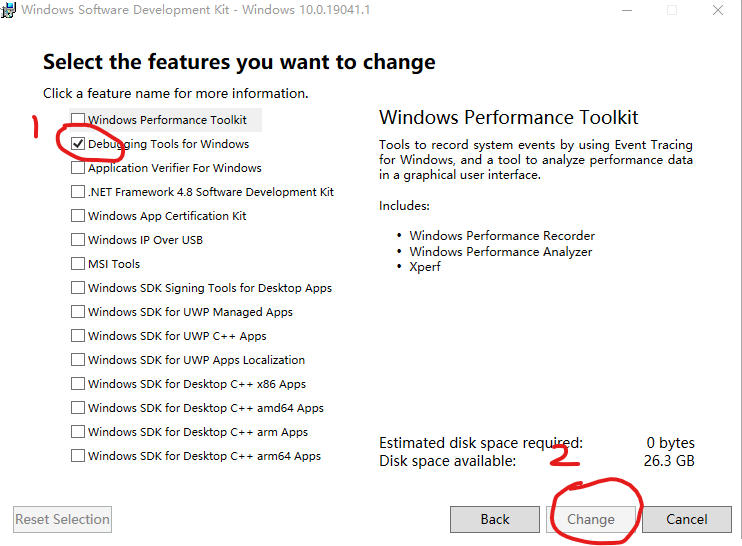 Windows Software Development Kit - Windows 10.0.19041.1
Select the features you want to change
Click a feature name for more information.
1
Windows Performance Toolkit
Debugging Tools for Windows
Application Verifier For Windows
.NET Framework 4.8 Software Development Kit
Windows App Certification Kit
Windows IP Over USB
MSI Tools
Windows SDK Signing Tools for Desktop Apps
Windows SDK for UWP Managed Apps
Windows SDK for UWP C++ Apps
Windows SDK for UWP Apps Localization
Windows SDK for Desktop C++ x86 Apps
Windows SDK for Desktop C++ amd64 Apps
Windows SDK for Desktop C++ arm Apps
Windows SDK for Desktop C++ arm64 Apps
Windows Performance Toolkit
Tools to record system events by using Event Tracing
for Windows, and a tool to analyze performance data
in a graphical user interface.
Includes:
• Windows Performance Recorder
• Windows Performance Analyzer
• Xperf
Estimated disk space required: 0 bytes
Disk space available: 26.3 GB
2
Reset Selection
Back
Change
Cancel